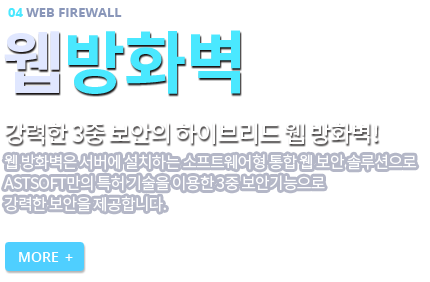 04 WEB FIREWALL
웹방화벽
강력한 3중 보안의 하이브리드 웹 방화벽!
웹 방화벽은 서버에 설치하는 소프트웨어형 통합 웹 보안 솔루션으로
ASTSOFT만의 특허 기술을 이용한 3중 보안기능으로
강력한 보안을 제공합니다.
MORE +